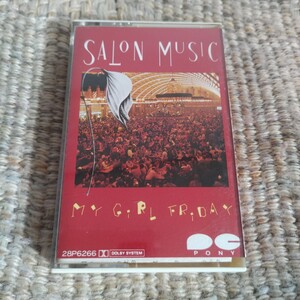 SALON MUSIC
MY GiRL FRiDAY
28P6266 DOLBY SYSTEM
PONY